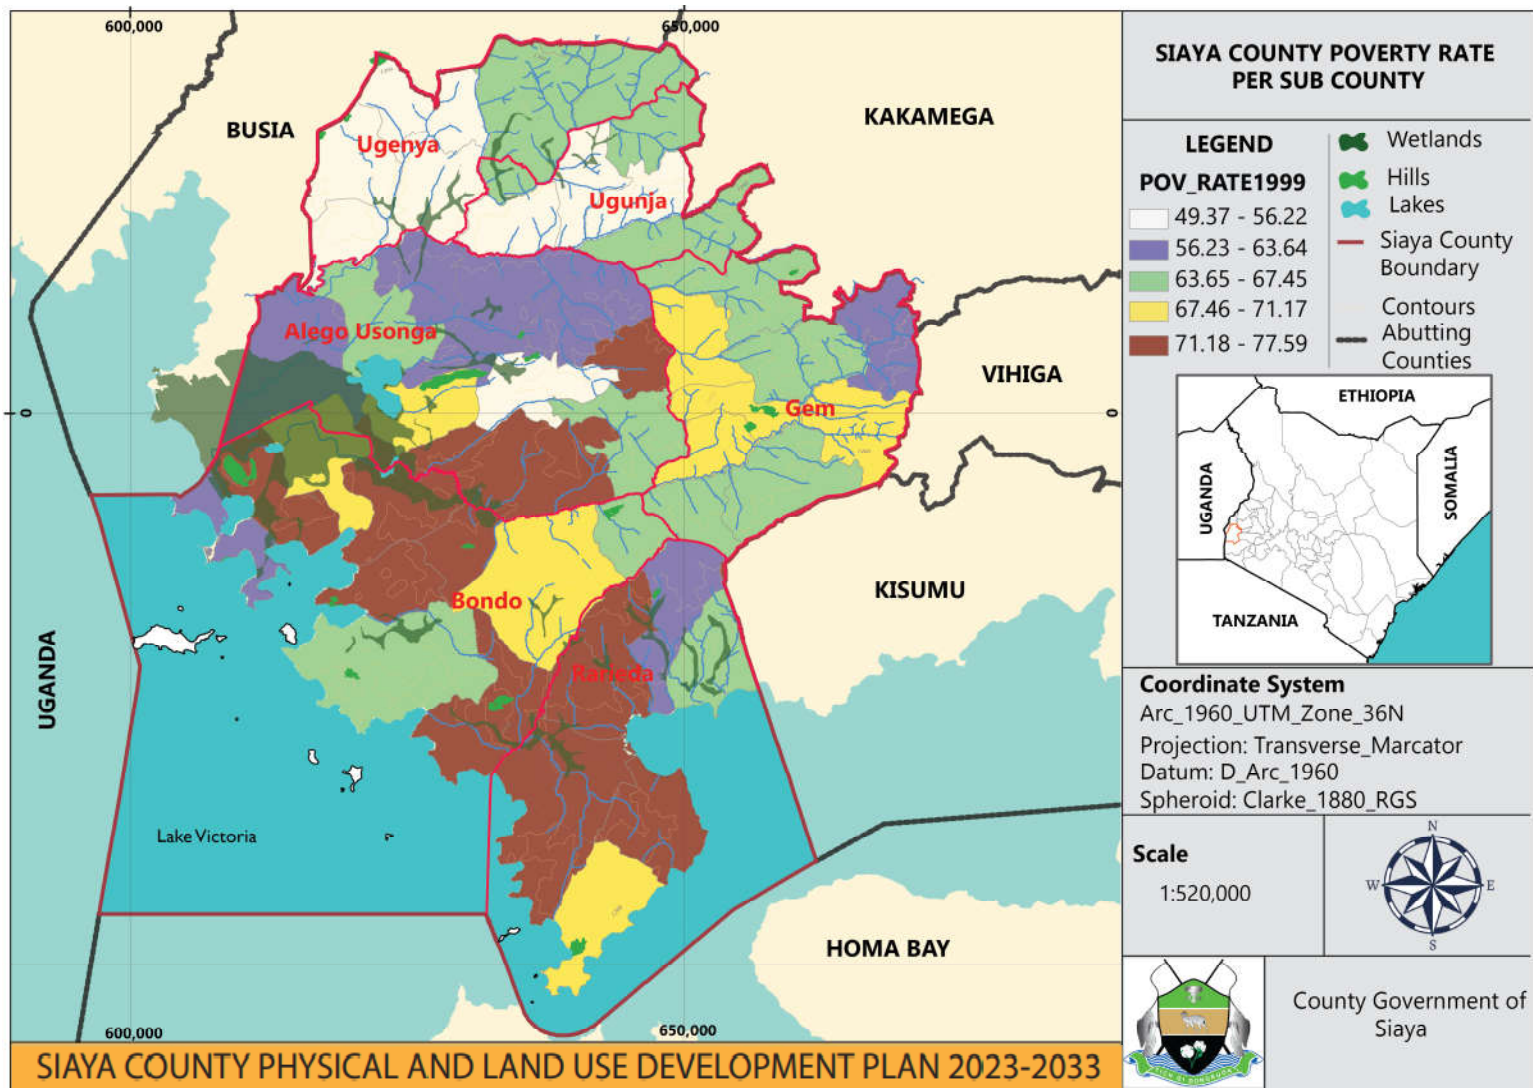 600,000
650,000
BUSIA
KAKAMEGA
Ugenya
Ugunja
Alego Usonga
VIHIGA
Gem
0
0
Bondo
KISUMU
Rarieda
UGANDA
Lake Victoria
HOMA BAY
600,000
650,000
SIAYA COUNTY PHYSICAL AND LAND USE DEVELOPMENT PLAN 2023-2033
SIAYA COUNTY POVERTY RATE
PER SUB COUNTY
LEGEND
POV_RATE1999
49.37 - 56.22
56.23 - 63.64
63.65 - 67.45
67.46 - 71.17
71.18 - 77.59
Wetlands
Hills
Lakes
Siaya County
Boundary
Contours
Abutting
Counties
ETHIOPIA
UGANDA
SOMALIA
TANZANIA
Coordinate System
Arc_1960_UTM_Zone_36N
Projection: Transverse_Marcator
Datum: D_Arc_1960
Spheroid: Clarke_1880_RGS
Scale
1:520,000
N
W
E
S
County Government of
Siaya